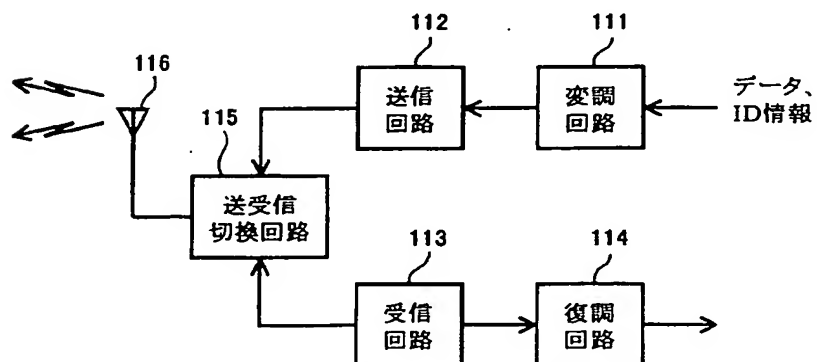 112
111
116
送信
回路
変調
回路
データ、
ID情報
115
送受信
切換回路
113
114
受信
回路
復調
回路